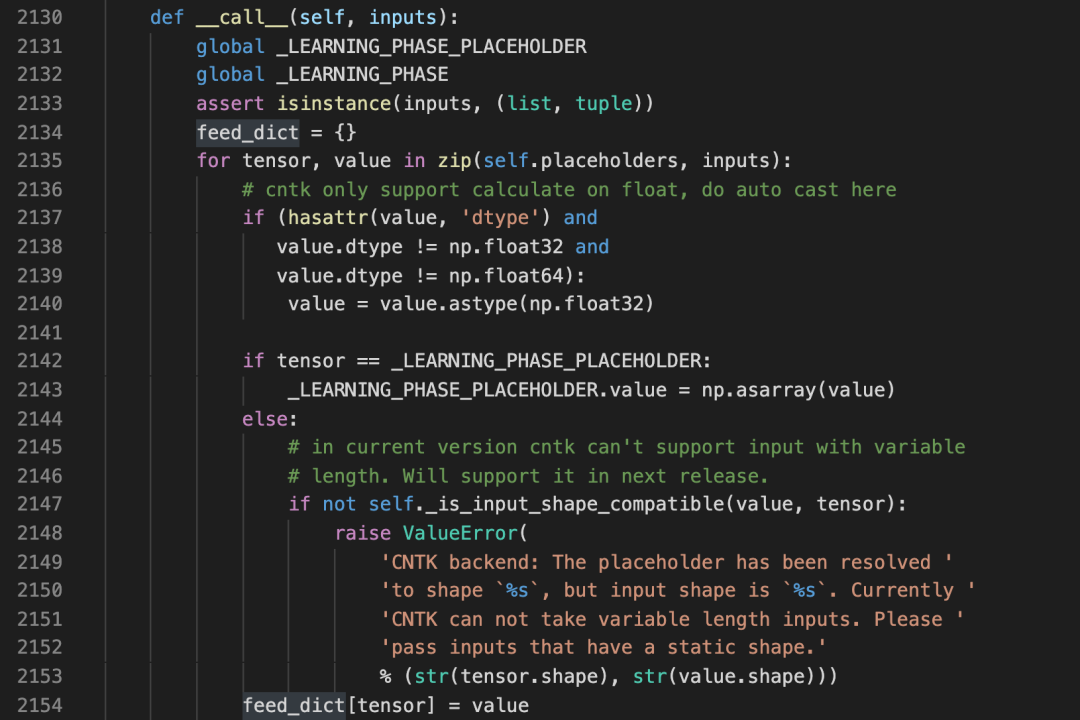 2130 def __call__(self, inputs):
2131 global _LEARNING_PHASE_PLACEHOLDER
2132 global _LEARNING_PHASE
2133 assert isinstance(inputs, (list, tuple))
2134 feed_dict = {}
2135 for tensor, value in zip(self.placeholders, inputs):
2136 # cntk only support calculate on float, do auto cast here
2137 if (hasattr(value, 'dtype') and
2138 value.dtype != np.float32 and
2139 value.dtype != np.float64):
2140 value = value.astype(np.float32)
2141
2142 if tensor == _LEARNING_PHASE_PLACEHOLDER:
2143 _LEARNING_PHASE_PLACEHOLDER.value = np.asarray(value)
2144 else:
2145 # in current version cntk can't support input with variable
2146 # length. Will support it in next release.
2147 if not self._is_input_shape_compatible(value, tensor):
2148 raise ValueError(
2149 'CNTK backend: The placeholder has been resolved '
2150 'to shape `%s`, but input shape is `%s`. Currently '
2151 'CNTK can not take variable length inputs. Please '
2152 'pass inputs that have a static shape.'
2153 % (str(tensor.shape), str(value.shape)))
2154 feed_dict[tensor] = value